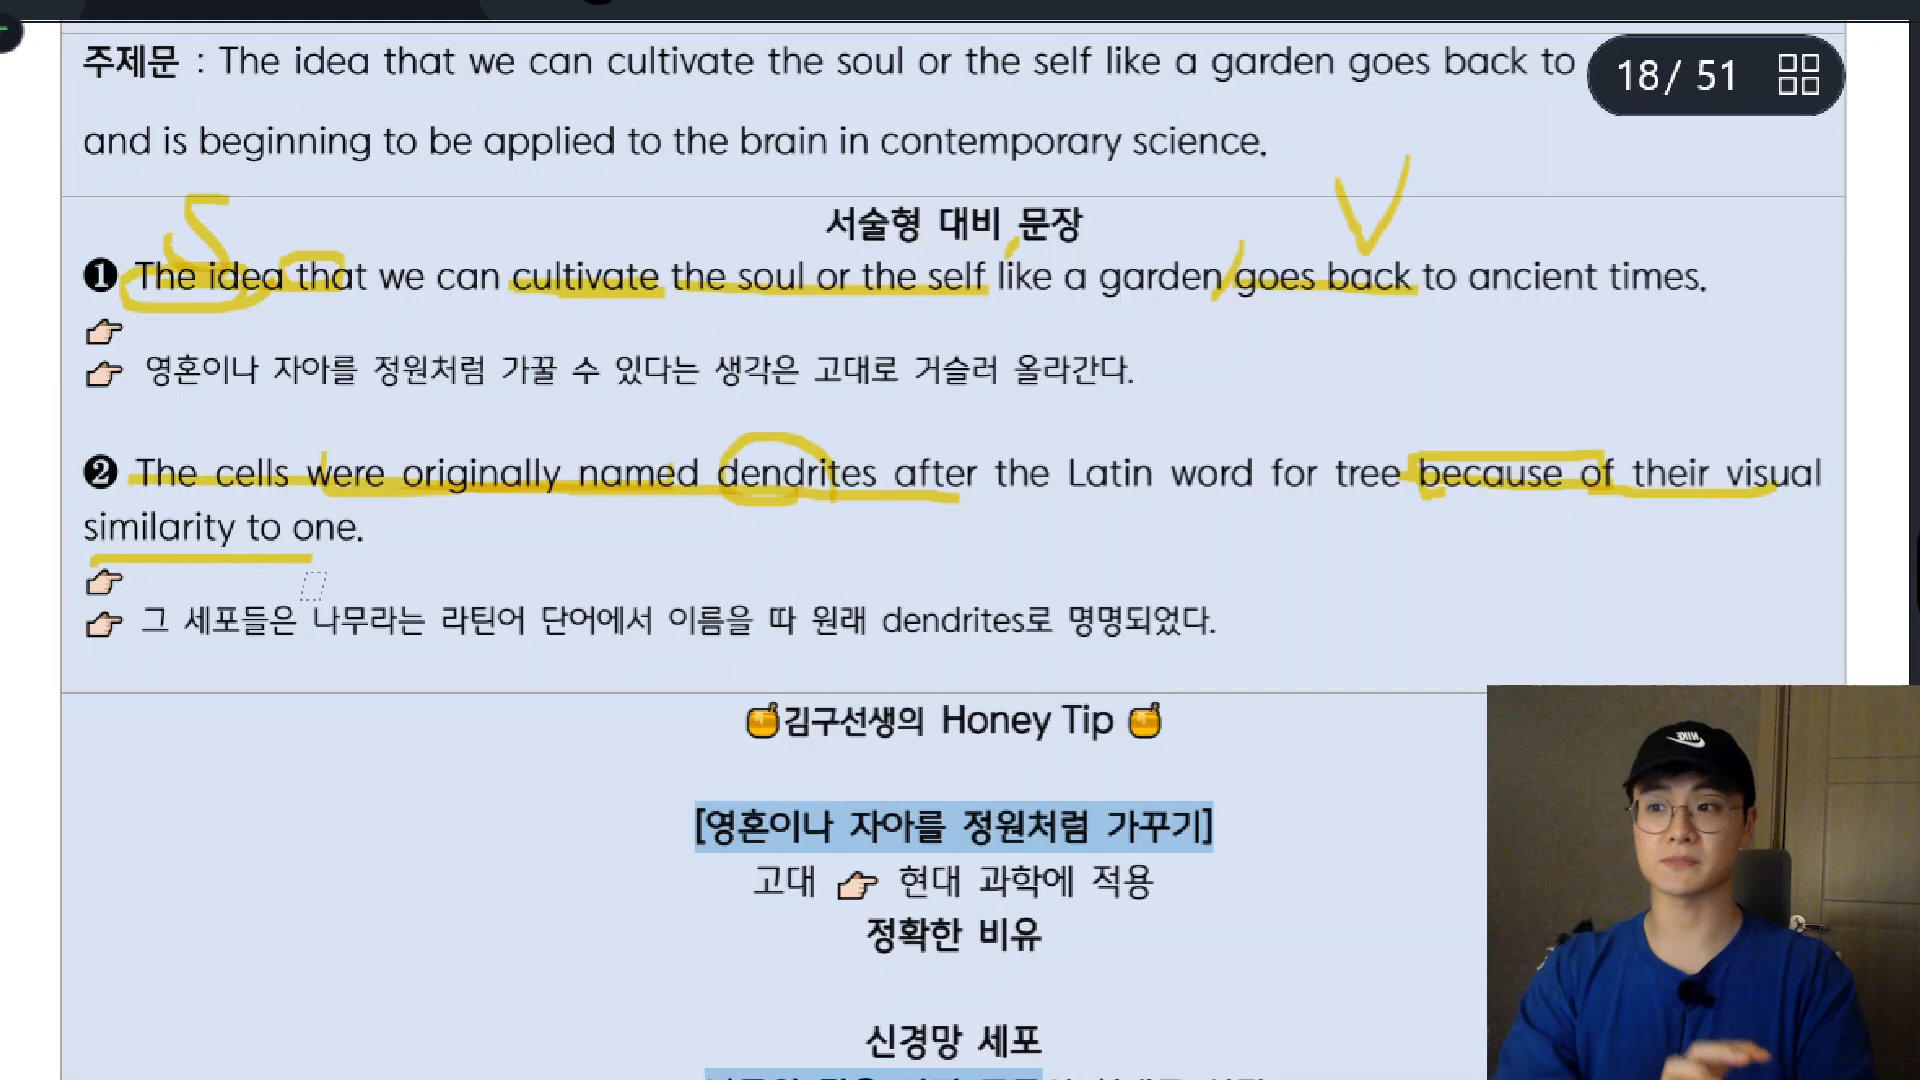 주제문 : The idea that we can cultivate the soul or the self like a garden goes back to
18/ 51
and is beginning to be applied to the brain in contemporary science.
S
V
서술형 대비 문장
❶ The idea that we can cultivate the soul or the self like a garden goes back to ancient times.
👉
👉 영혼이나 자아를 정원처럼 가꿀 수 있다는 생각은 고대로 거슬러 올라간다.
❷ The cells were originally named dendrites after the Latin word for tree because of their visual
similarity to one.
👉
👉 그 세포들은 나무라는 라틴어 단어에서 이름을 따 원래 dendrites로 명명되었다.
🍯김구선생의 Honey Tip 🍯
[영혼이나 자아를 정원처럼 가꾸기]
고대 👉 현대 과학에 적용
정확한 비유
신경망 세포
NIKE